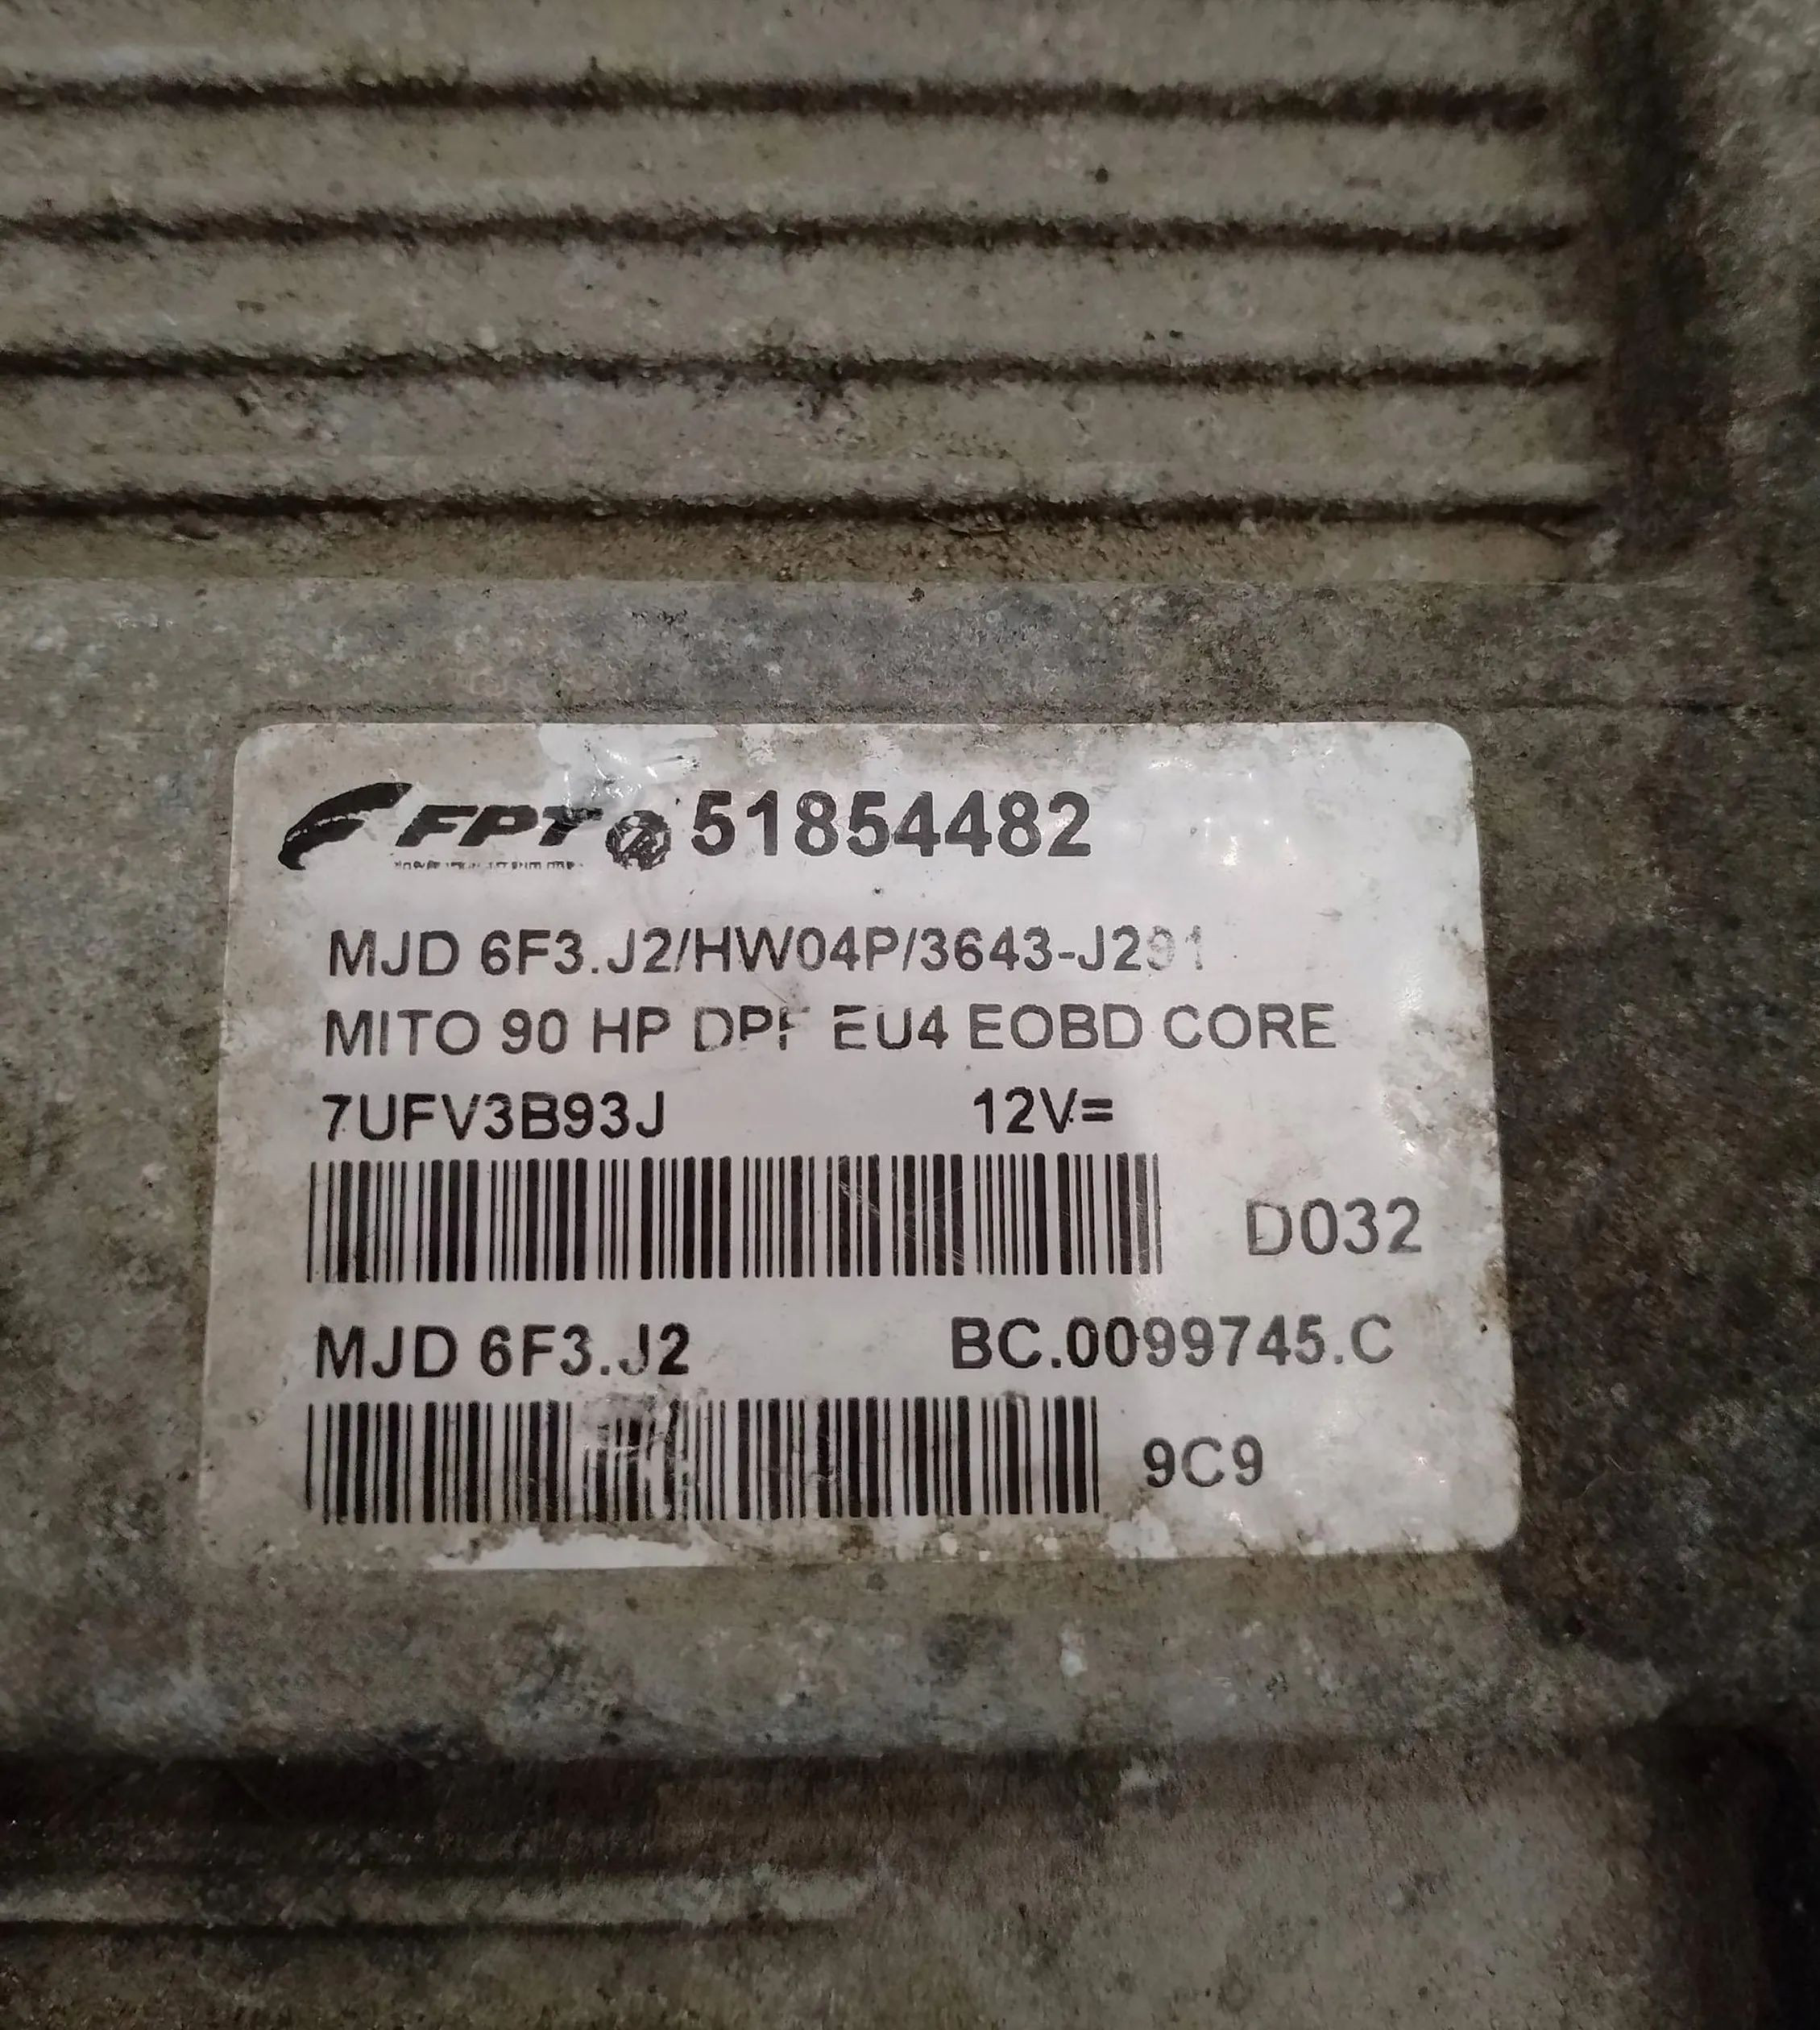 FPT 51854482
MJD 6F3.J2/HW04P/3643-J291
MITO 90 HP DPF EU4 EOBD CORE
7UFV3B93J 12V=
D032
MJD 6F3.J2 BC.0099745.C
9C9